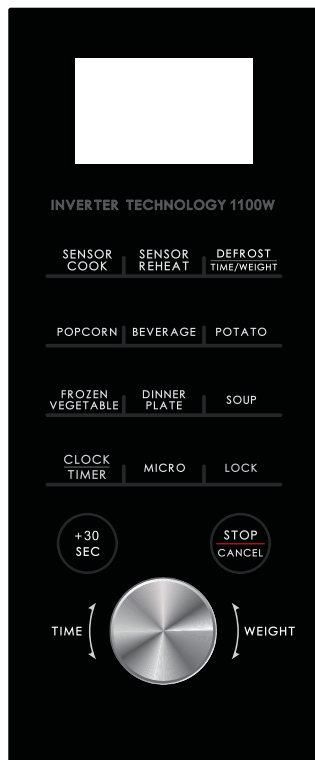 INVERTER TECHNOLOGY 1100W
SENSOR COOK
SENSOR REHEAT
DEFROST
TIME/WEIGHT
POPCORN
BEVERAGE
POTATO
FROZEN
VEGETABLE
DINNER
PLATE
SOUP
CLOCK
TIMER
MICRO
LOCK
+30
SEC
STOP
CANCEL
TIME
WEIGHT